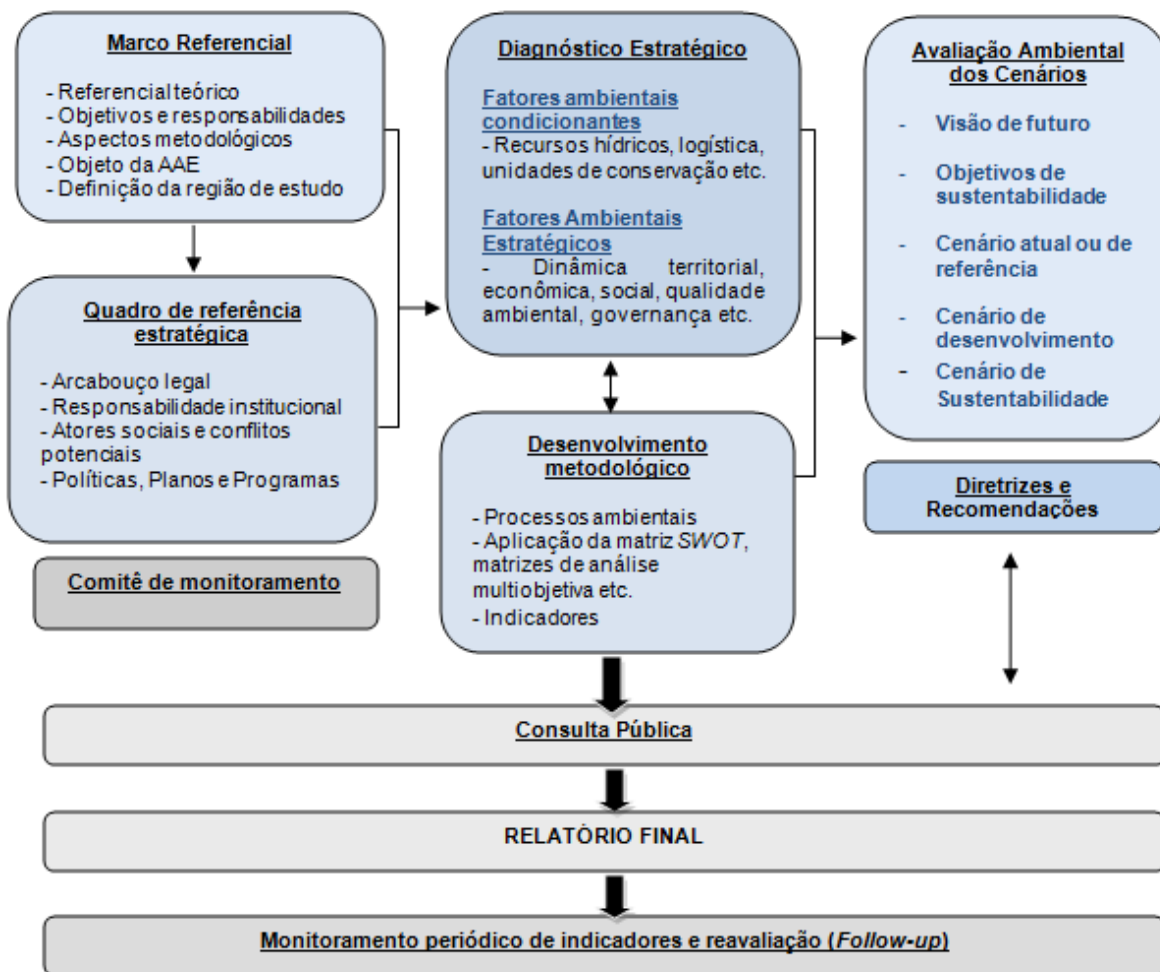 Marco Referencial
- Referencial teórico
- Objetivos e responsabilidades
- Aspectos metodológicos
- Objeto da AAE
- Definição da região de estudo
Quadro de referência
estratégica
- Arcabouço legal
- Responsabilidade institucional
- Atores sociais e conflitos
potenciais
- Políticas, Planos e Programas
Comitê de monitoramento
Diagnóstico Estratégico
Fatores ambientais
condicionantes
- Recursos hídricos, logística,
unidades de conservação etc.
Fatores Ambientais
Estratégicos
- Dinâmica territorial,
econômica, social, qualidade
ambiental, governança etc.
Desenvolvimento
metodológico
- Processos ambientais
- Aplicação da matriz SWOT,
matrizes de análise
multiobjetiva etc.
- Indicadores
Avaliação Ambiental
dos Cenários
- Visão de futuro
- Objetivos de
sustentabilidade
- Cenário atual ou de
referência
- Cenário de
desenvolvimento
- Cenário de
Sustentabilidade
Diretrizes e
Recomendações
Consulta Pública
RELATÓRIO FINAL
Monitoramento periódico de indicadores e reavaliação (Follow-up)